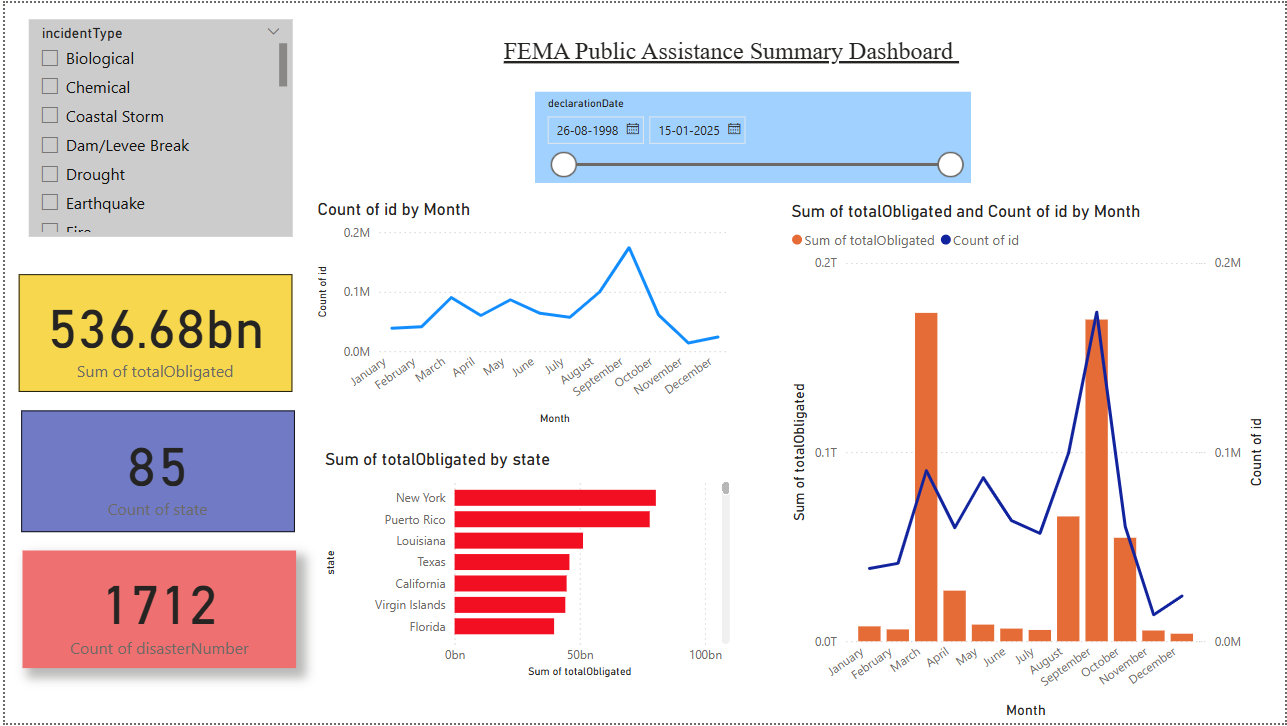 incidentType
Biological
Chemical
Coastal Storm
Dam/Levee Break
Drought
Earthquake
Fire
FEMA Public Assistance Summary Dashboard
declarationDate
26-08-1998 15-01-2025
536.68bn
Sum of totalObligated
85
Count of state
1712
Count of disasterNumber
Count of id by Month
Count of id
0.2M
0.1M
0.0M
January February March April May June July August September October November December
Month
Sum of totalObligated by state
state
New York
Puerto Rico
Louisiana
Texas
California
Virgin Islands
Florida
0bn 50bn 100bn
Sum of totalObligated
Sum of totalObligated and Count of id by Month
Sum of totalObligated Count of id
Sum of totalObligated
0.2T
0.1T
0.0T
0.2M
0.1M
0.0M
Count of id
January February March April May June July August September October November December
Month